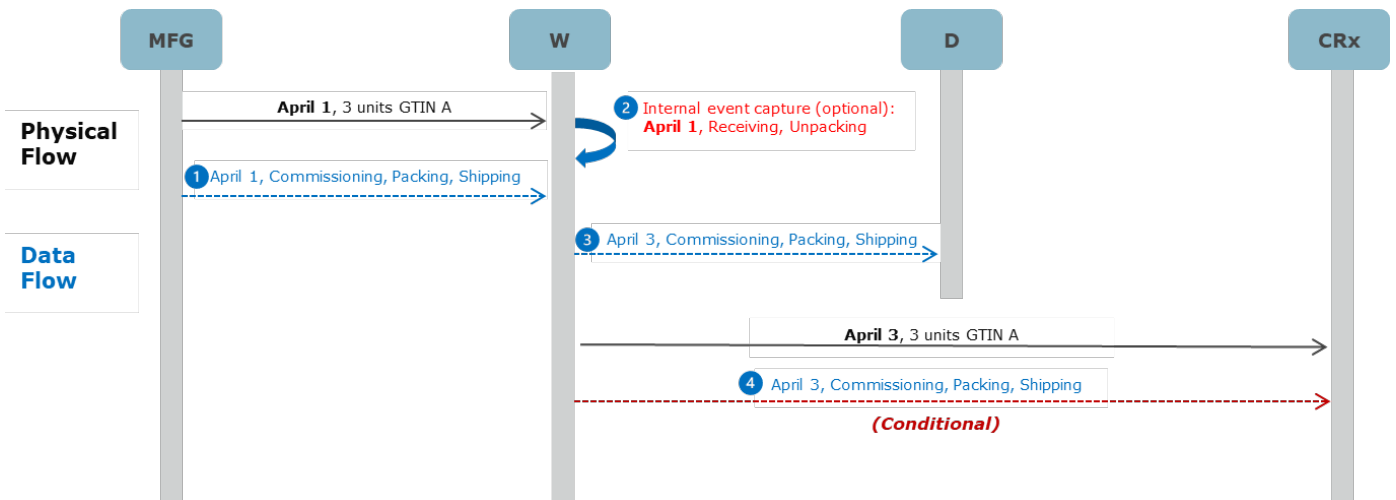 MFG
W
D
CRx
Physical
Flow
April 1, 3 units GTIN A
2
Internal event capture (optional):
April 1, Receiving, Unpacking
1
April 1, Commissioning, Packing, Shipping
Data
Flow
3
April 3, Commissioning, Packing, Shipping
April 3, 3 units GTIN A
4
April 3, Commissioning, Packing, Shipping
(Conditional)